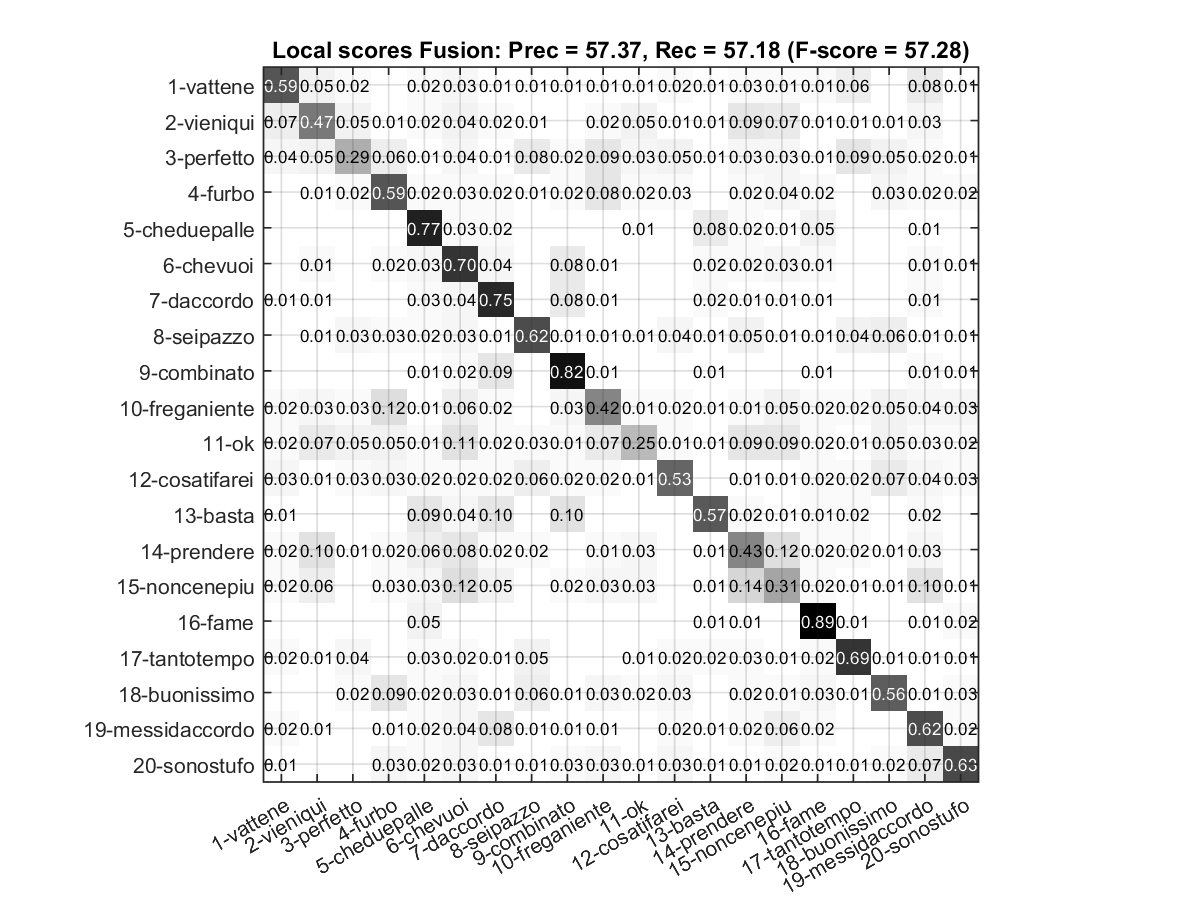 Local scores Fusion: Prec = 57.37, Rec = 57.18 (F-score = 57.28)
1-vattene 0.59 0.05 0.02 0.02 0.03 0.01 0.01 0.01 0.01 0.01 0.02 0.01 0.03 0.01 0.01 0.06 0.08 0.01
2-vieniqui 0.07 0.47 0.05 0.01 0.02 0.04 0.02 0.01 0.02 0.05 0.01 0.01 0.09 0.07 0.01 0.01 0.01 0.03
3-perfetto 0.04 0.05 0.29 0.06 0.01 0.04 0.01 0.08 0.02 0.09 0.03 0.05 0.01 0.03 0.03 0.01 0.09 0.05 0.02 0.01
4-furbo 0.01 0.02 0.59 0.02 0.03 0.02 0.01 0.02 0.08 0.02 0.03 0.02 0.04 0.02 0.03 0.02 0.02
5-cheduepalle 0.77 0.03 0.02 0.01 0.08 0.02 0.01 0.05 0.01
6-chevuoi 0.01 0.02 0.03 0.70 0.04 0.08 0.01 0.02 0.02 0.03 0.01 0.01 0.01
7-daccordo 0.01 0.01 0.03 0.04 0.75 0.08 0.01 0.02 0.01 0.01 0.01 0.01
8-seipazzo 0.01 0.03 0.03 0.02 0.03 0.01 0.62 0.01 0.01 0.01 0.04 0.01 0.05 0.01 0.01 0.04 0.06 0.01 0.01
9-combinato 0.01 0.02 0.09 0.82 0.01 0.01 0.01 0.01 0.01
10-freganiente 0.02 0.03 0.03 0.12 0.01 0.06 0.02 0.03 0.42 0.01 0.02 0.01 0.01 0.05 0.02 0.02 0.05 0.04 0.03
11-ok 0.02 0.07 0.05 0.05 0.01 0.11 0.02 0.03 0.01 0.07 0.25 0.01 0.01 0.09 0.09 0.02 0.01 0.05 0.03 0.02
12-cosatifarei 0.03 0.01 0.03 0.03 0.02 0.02 0.02 0.06 0.02 0.02 0.01 0.53 0.01 0.01 0.02 0.02 0.07 0.04 0.03
13-basta 0.01 0.09 0.04 0.10 0.10 0.57 0.02 0.01 0.01 0.02 0.02
14-prendere 0.02 0.10 0.01 0.02 0.06 0.08 0.02 0.02 0.01 0.03 0.01 0.43 0.12 0.02 0.02 0.01 0.03
15-noncenepiu 0.02 0.06 0.03 0.03 0.12 0.05 0.02 0.03 0.03 0.01 0.14 0.31 0.02 0.01 0.01 0.10 0.01
16-fame 0.05 0.01 0.01 0.89 0.01 0.01 0.02
17-tantotempo 0.02 0.01 0.04 0.03 0.02 0.01 0.05 0.01 0.02 0.02 0.03 0.01 0.02 0.69 0.01 0.01 0.01
18-buonissimo 0.02 0.09 0.02 0.03 0.01 0.06 0.01 0.03 0.02 0.03 0.02 0.01 0.03 0.01 0.56 0.01 0.03
19-messidaccordo 0.02 0.01 0.01 0.02 0.04 0.08 0.01 0.01 0.01 0.02 0.01 0.02 0.06 0.02 0.62 0.02
20-sonostufo 0.01 0.03 0.02 0.03 0.01 0.01 0.03 0.03 0.01 0.03 0.01 0.01 0.02 0.01 0.01 0.02 0.07 0.63
1-vattene 2-vieniqui 3-perfetto 4-furbo 5-cheduepalle 6-chevuoi 7-daccordo 8-seipazzo 9-combinato 10-freganiente 11-ok 12-cosatifarei 13-basta 14-prendere 15-noncenepiu 16-fame 17-tantotempo 18-buonissimo 19-messidaccordo 20-sonostufo